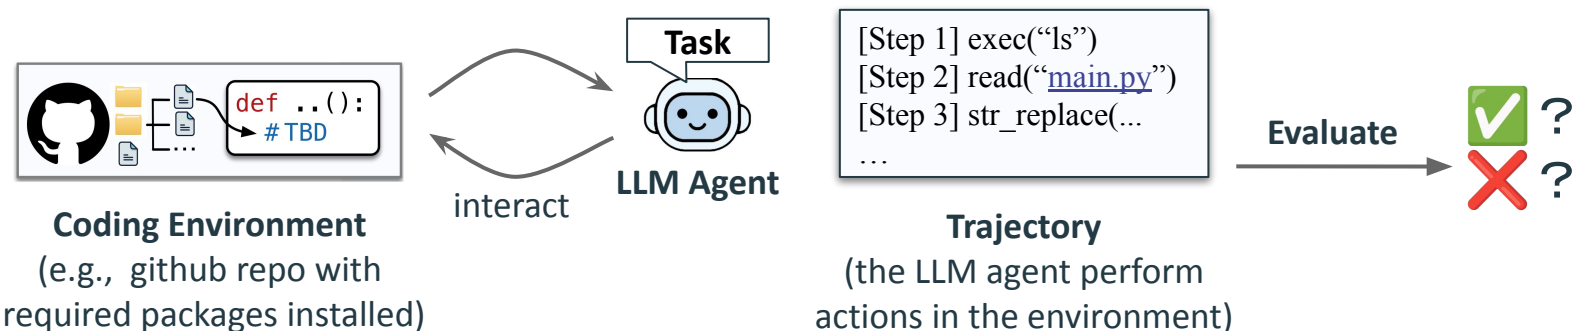 def ..():
# TBD
...
Coding Environment
(e.g., github repo with
required packages installed)
interact
Task
LLM Agent
[Step 1] exec(“ls”)
[Step 2] read(“main.py”)
[Step 3] str_replace(...
...
Trajectory
(the LLM agent perform
actions in the environment)
Evaluate
?
?